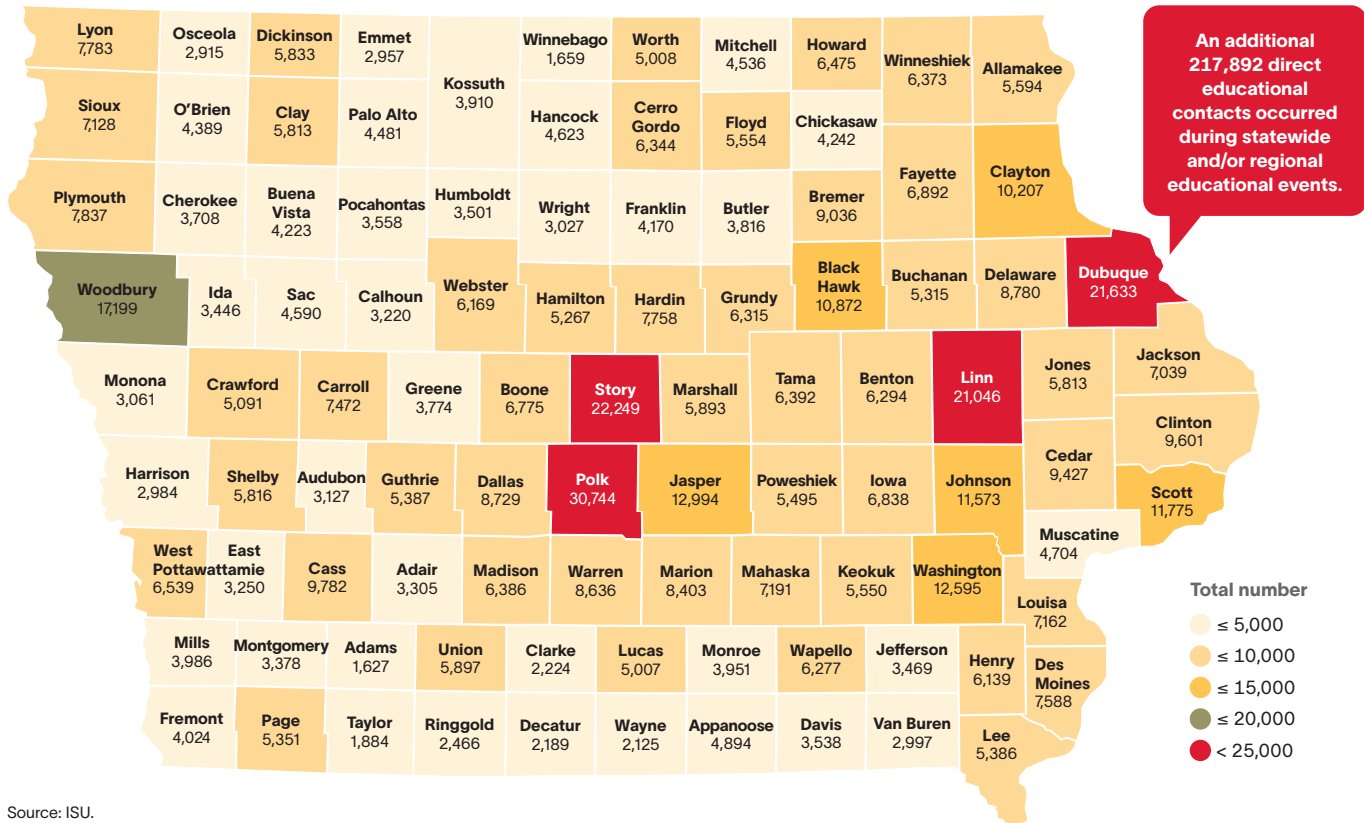 Lyon
7,783
Osceola
2,915
Dickinson
5,833
Emmet
2,957
Kossuth
3,910
Winnebago
1,659
Worth
5,008
Mitchell
4,536
Howard
6,475
Winneshiek
6,373
Allamakee
5,594
An additional
217,892 direct
educational
contacts occurred
during statewide
and/or regional
educational events.
Sioux
7,128
O’Brien
4,389
Clay
5,813
Palo Alto
4,481
Hancock
4,623
Cerro
Gordo
6,344
Floyd
5,554
Chickasaw
4,242
Plymouth
7,837
Cherokee
3,708
Buena
Vista
4,223
Pocahontas
3,558
Humboldt
3,501
Wright
3,027
Franklin
4,170
Butler
3,816
Bremer
9,036
Fayette
6,892
Clayton
10,207
Woodbury
17,199
Ida
3,446
Sac
4,590
Calhoun
3,220
Webster
6,169
Hamilton
5,267
Hardin
7,758
Grundy
6,315
Black
Hawk
10,872
Buchanan
5,315
Delaware
8,780
Dubuque
21,633
Monona
3,061
Crawford
5,091
Carroll
7,472
Greene
3,774
Boone
6,775
Story
22,249
Marshall
5,893
Tama
6,392
Benton
6,294
Linn
21,046
Jones
5,813
Jackson
7,039
Clinton
9,601
Harrison
2,984
Shelby
5,816
Audubon
3,127
Guthrie
5,387
Dallas
8,729
Polk
30,744
Jasper
12,994
Poweshiek
5,495
Iowa
6,838
Johnson
11,573
Cedar
9,427
Scott
11,775
Muscatine
4,704
West
Pottawattamie
6,539
East
3,250
Cass
9,782
Adair
3,305
Madison
6,386
Warren
8,636
Marion
8,403
Mahaska
7,191
Keokuk
5,550
Washington
12,595
Louisa
7,162
Mills
3,986
Montgomery
3,378
Adams
1,627
Union
5,897
Clarke
2,224
Lucas
5,007
Monroe
3,951
Wapello
6,277
Jefferson
3,469
Henry
6,139
Des
Moines
7,588
Fremont
4,024
Page
5,351
Taylor
1,884
Ringgold
2,466
Decatur
2,189
Wayne
2,125
Appanoose
4,894
Davis
3,538
Van Buren
2,997
Lee
5,386
Total number
≤ 5,000
≤ 10,000
≤ 15,000
≤ 20,000
< 25,000
Source: ISU.